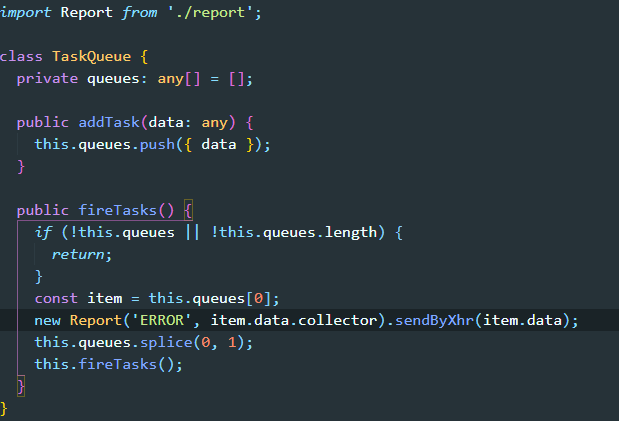 import Report from './report';
class TaskQueue {
private queues: any[] = [];
public addTask(data: any) {
this.queues.push({ data });
}
public fireTasks() {
if (!this.queues || !this.queues.length) {
return;
}
const item = this.queues[0];
new Report('ERROR', item.data.collector).sendByXhr(item.data);
this.queues.splice(0, 1);
this.fireTasks();
}
}